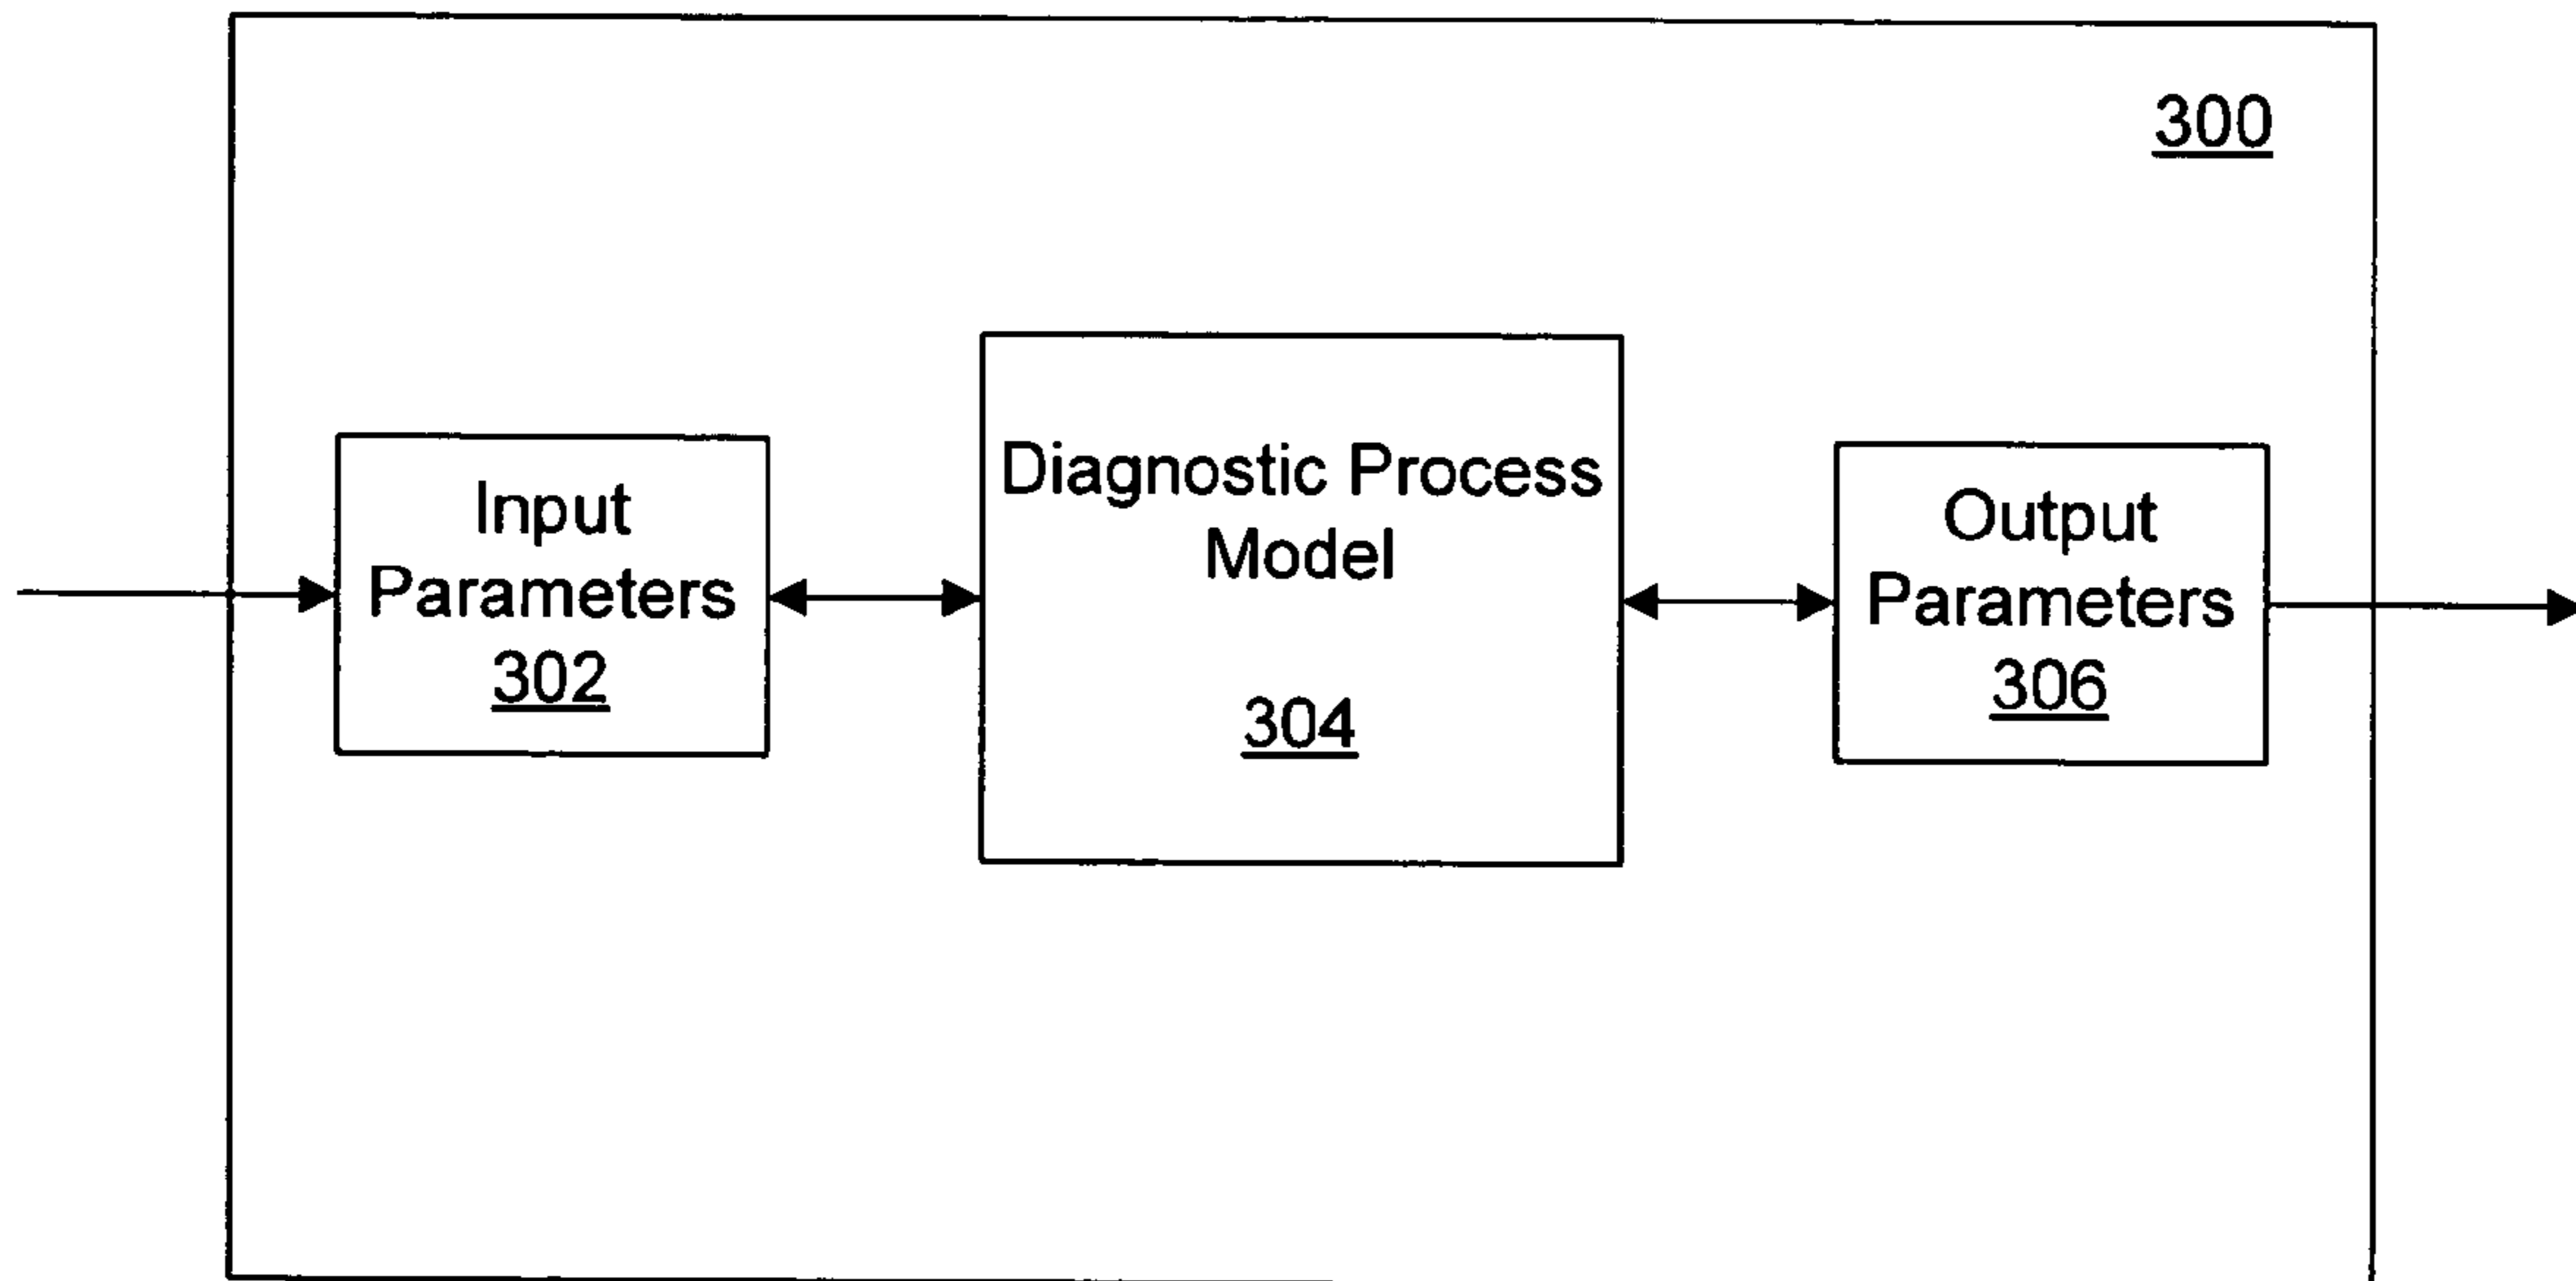 300
Input
Parameters
302
Diagnostic Process
Model
304
Output
Parameters
306